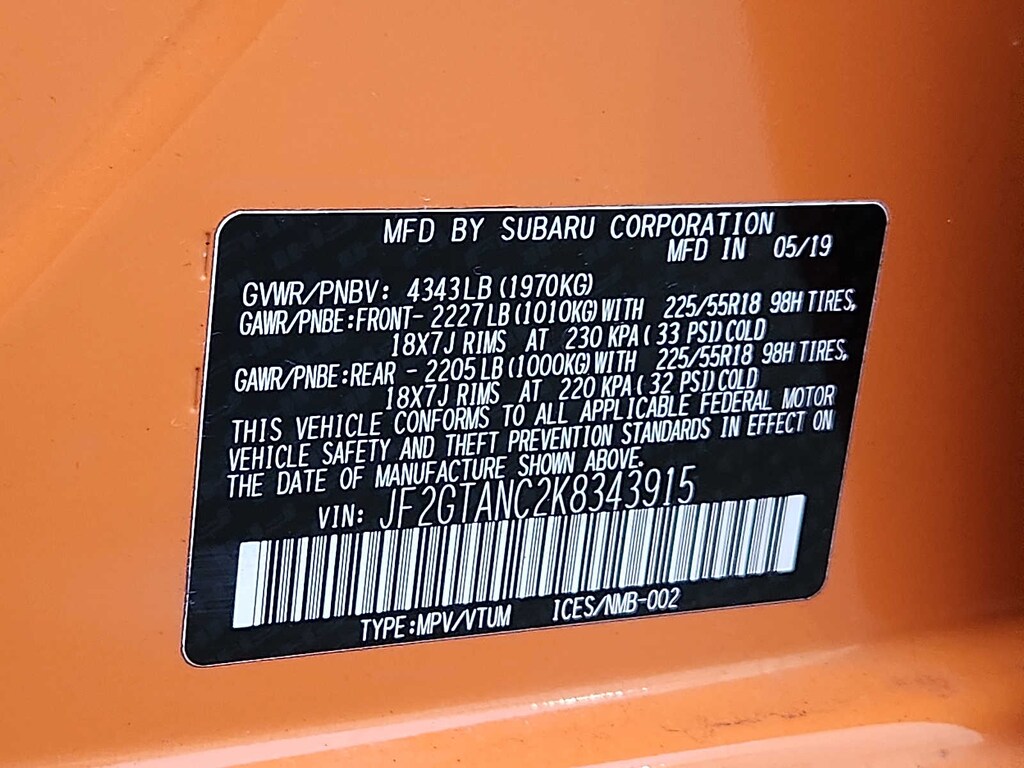 MFD BY SUBARU CORPORATION
MFD IN 05/19
GVWR/PNBV: 4343LB (1970KG)
GAWR/PNBE:FRONT- 2227LB (1010KG) WITH 225/55R18 98H TIRES,
18X7J RIMS AT 230 KPA ( 33 PSI) COLD
GAWR/PNBE:REAR - 2205LB (1000KG) WITH 225/55R18 98H TIRES,
18X7J RIMS AT 220 KPA ( 32 PSI) COLD
THIS VEHICLE CONFORMS TO ALL APPLICABLE FEDERAL MOTOR
VEHICLE SAFETY AND THEFT PREVENTION STANDARDS IN EFFECT ON
THE DATE OF MANUFACTURE SHOWN ABOVE.
VIN: JF2GTANC2K8343915
TYPE:MPV/VTUM ICES/NMB-002